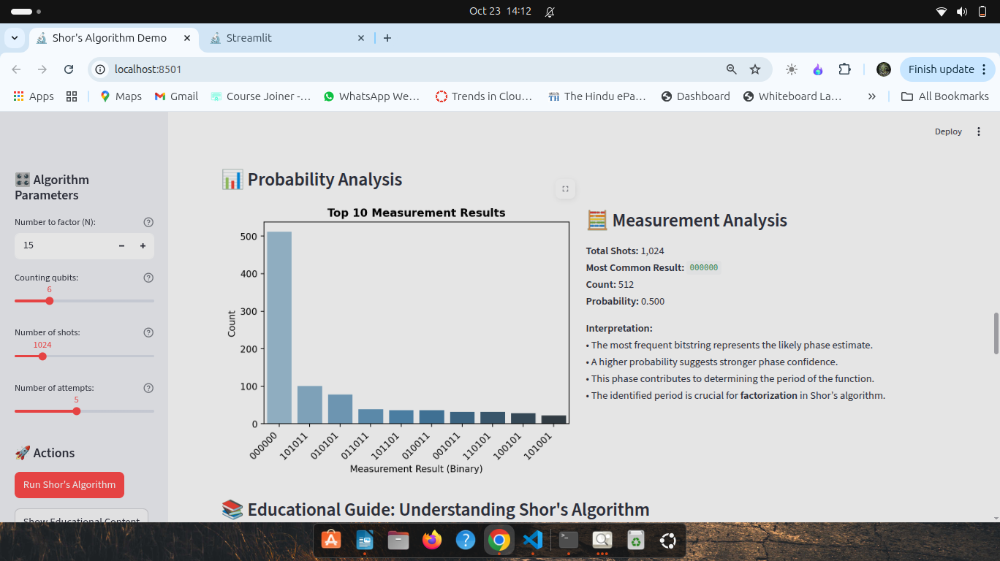 Oct 23 14:12
Shor's Algorithm Demo
Streamlit
localhost:8501
Finish update
Apps
Maps
Gmail
Course Joiner -...
WhatsApp We...
Trends in Clou...
The Hindu ePa...
Dashboard
Whiteboard La...
All Bookmarks
Deploy
Algorithm
Parameters
Number to factor (N):
15
Counting qubits:
6
Number of shots:
1024
Number of attempts:
5
Actions
Run Shor's Algorithm
Show Educational Content
Probability Analysis
Top 10 Measurement Results
Count
500
400
300
200
100
0
000000
101011
010101
011011
101101
010011
001011
110101
100101
101001
Measurement Result (Binary)
Measurement Analysis
Total Shots: 1,024
Most Common Result: 000000
Count: 512
Probability: 0.500
Interpretation:
• The most frequent bitstring represents the likely phase estimate.
• A higher probability suggests stronger phase confidence.
• This phase contributes to determining the period of the function.
• The identified period is crucial for factorization in Shor's algorithm.
Educational Guide: Understanding Shor's Algorithm